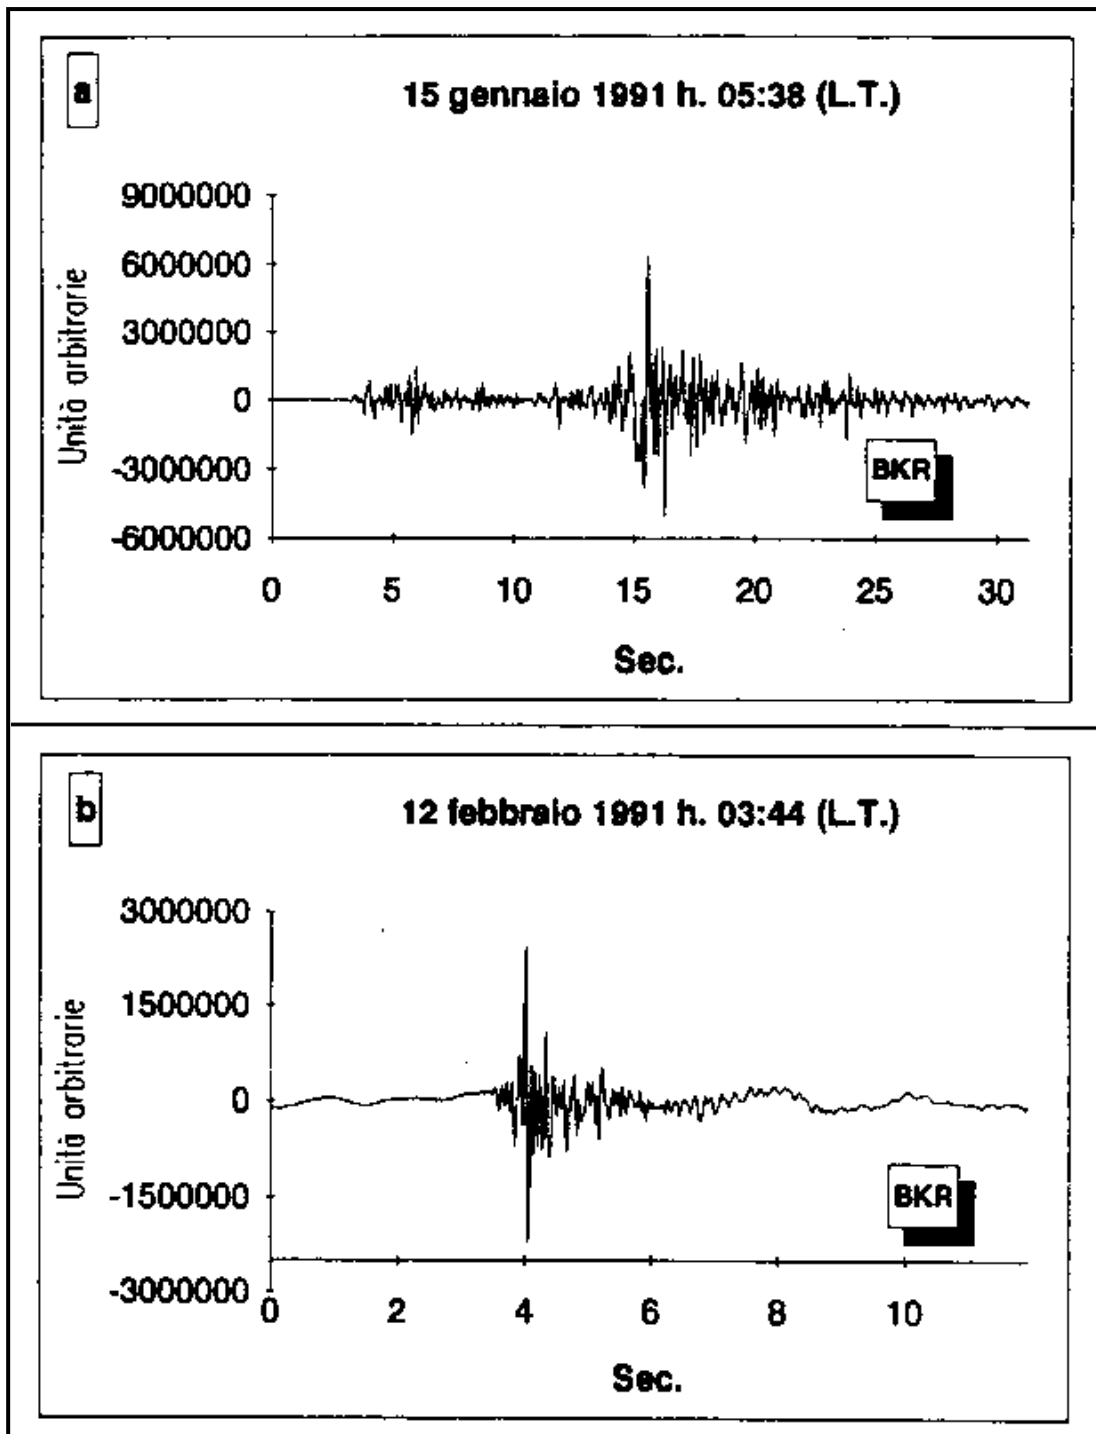 a
15 gennaio 1991 h. 05:38 (L.T.)
9000000
6000000
3000000
0
-3000000
-6000000
Unità arbitrarie
BKR
0 5 10 15 20 25 30
Sec.
b
12 febbraio 1991 h. 03:44 (L.T.)
3000000
1500000
0
-1500000
-3000000
Unità arbitrarie
BKR
0 2 4 6 8 10
Sec.